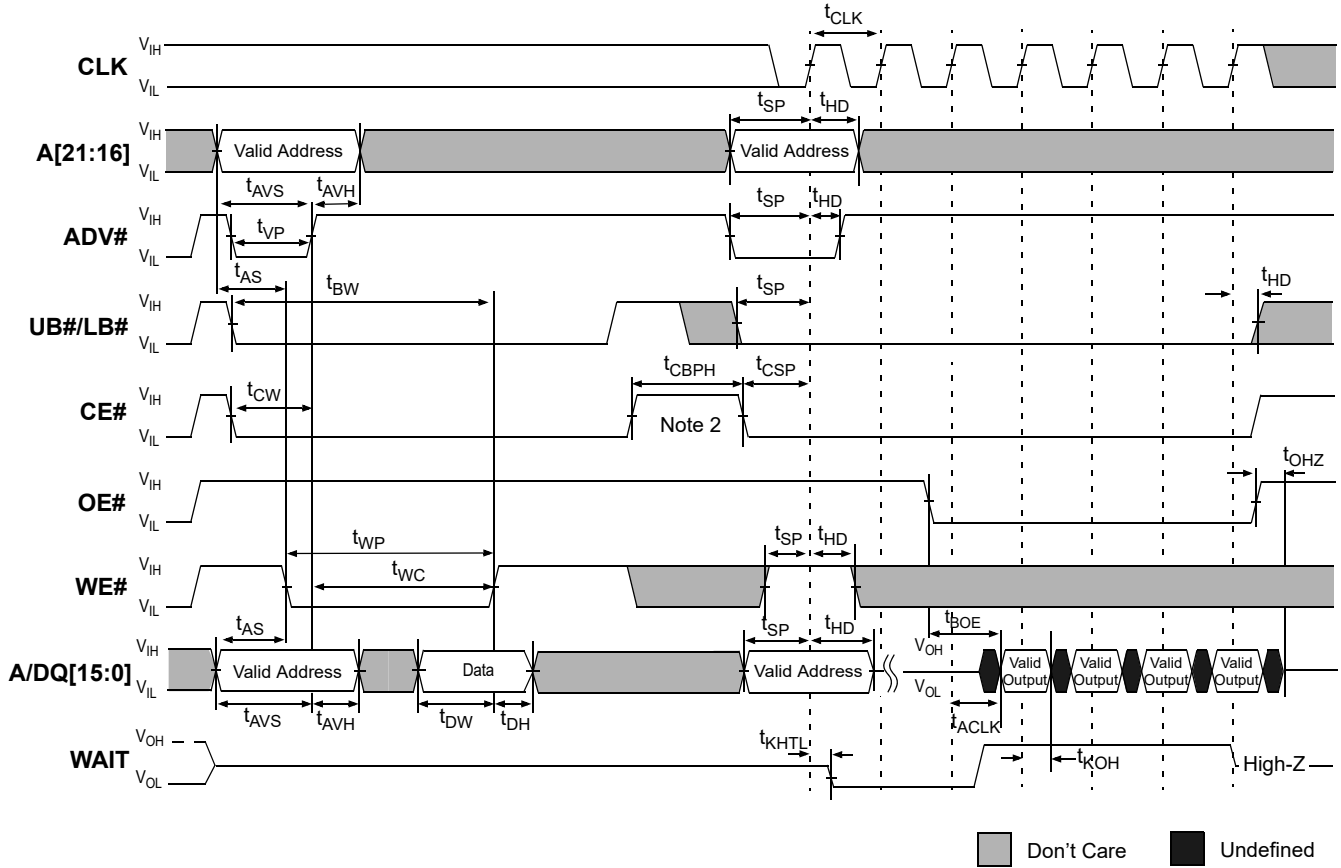 tCLK
VIH
CLK
VIL
tSP tHD
VIH
A[21:16] Valid Address Valid Address
VIL
tAVS tAVH
tSP tHD
VIH
ADV# tVP
VIL
tAS tBW tSP tHD
VIH
UB#/LB#
VIL
tCBPH tCSP
VIH tCW
CE# Note 2
VIL
tOHZ
VIH
OE#
VIL
tWP tSP tHD
VIH
WE# tWC
VIL
tAS tSP tHD tBOE
VIH VOH
A/DQ[15:0] Valid Address Data Valid Address Valid Output Valid Output Valid Output Valid Output
VIL VOL
tAVS tAVH tDW tDH tACLK
VOH tKHTL
WAIT tKOH High-Z
VOL
Don't Care Undefined